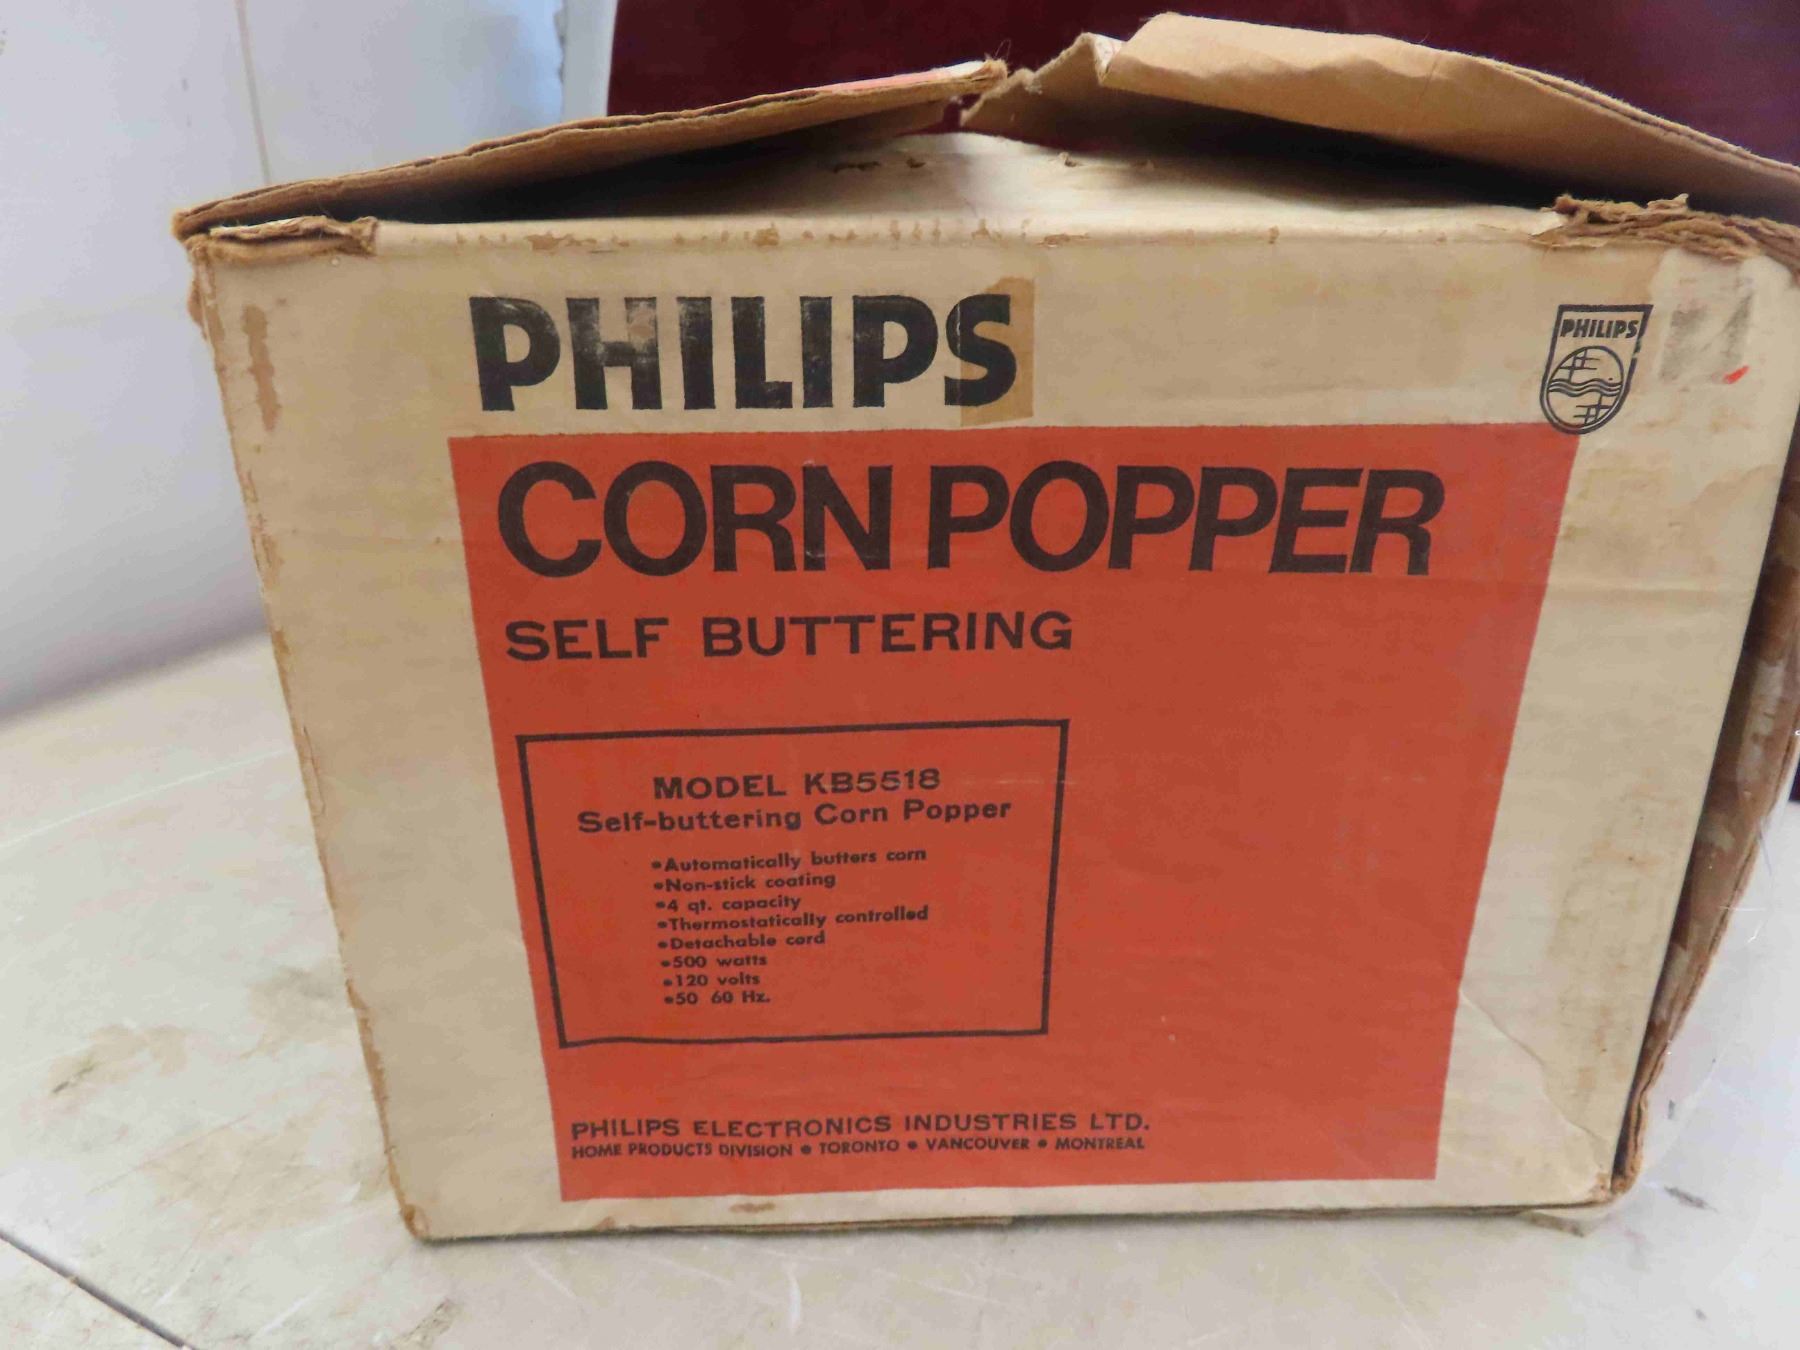 PHILIPS
PHILIPS
CORN POPPER
SELF BUTTERING
MODEL KB5518
Self-buttering Corn Popper
•Automatically butters corn
•Non-stick coating
•4 qt. capacity
•Thermostatically controlled
•Detachable cord
•500 watts
•120 volts
•50 60 Hz.
PHILIPS ELECTRONICS INDUSTRIES LTD.
HOME PRODUCTS DIVISION • TORONTO • VANCOUVER • MONTREAL